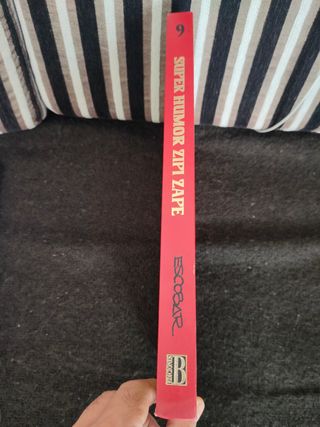 9
SUPER HUMOR ZIPI ZAPE
ESCOBAR